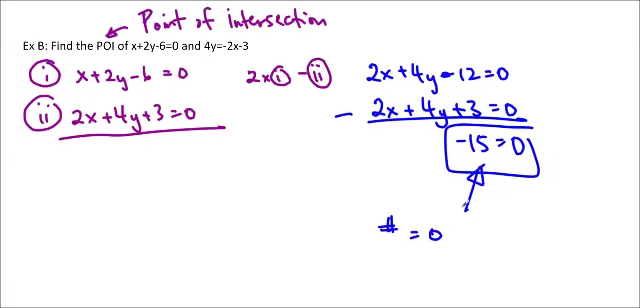 Point of intersection
Ex B: Find the POI of x+2y-6=0 and 4y=-2x-3
i x+2y-6=0
ii 2x+4y+3=0
2x i - ii
2x+4y-12=0
- 2x+4y+3=0
-15=0
# = 0